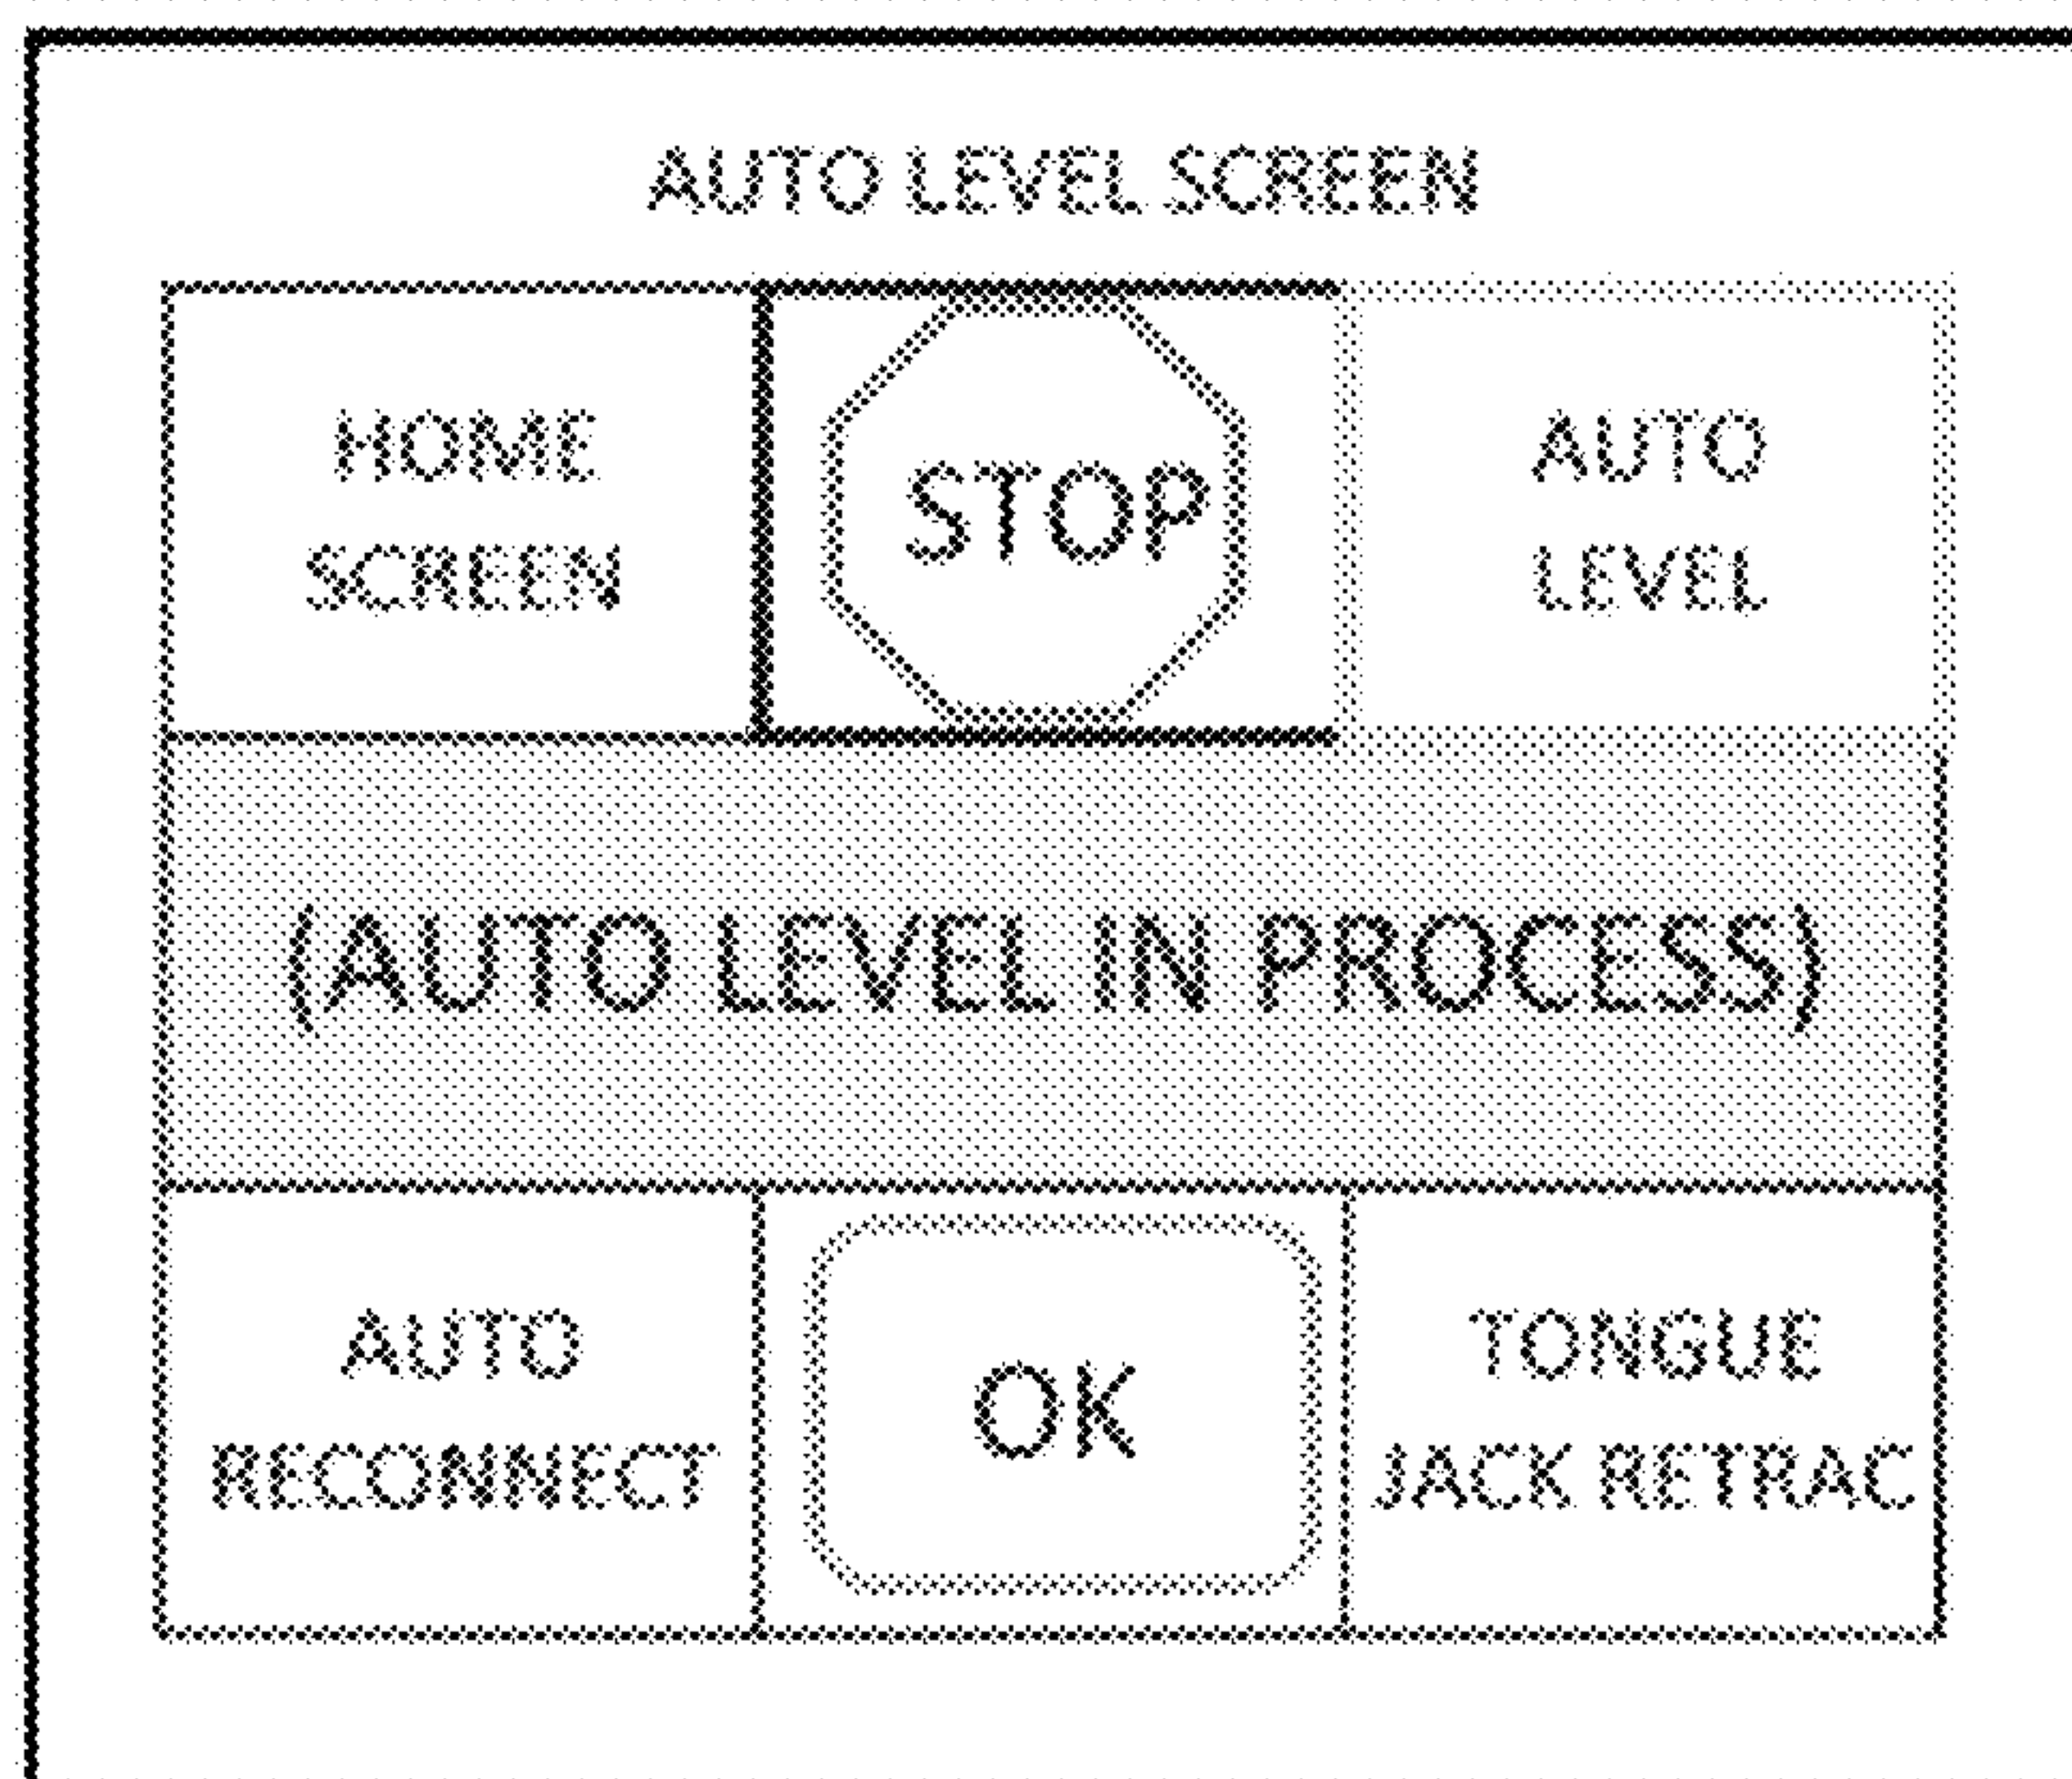 AUTO LEVEL SCREEN
HOME
SCREEN
STOP
AUTO
LEVEL
(AUTO LEVEL IN PROCESS)
AUTO
RECONNECT
OK
TONGUE
JACK RETRAC